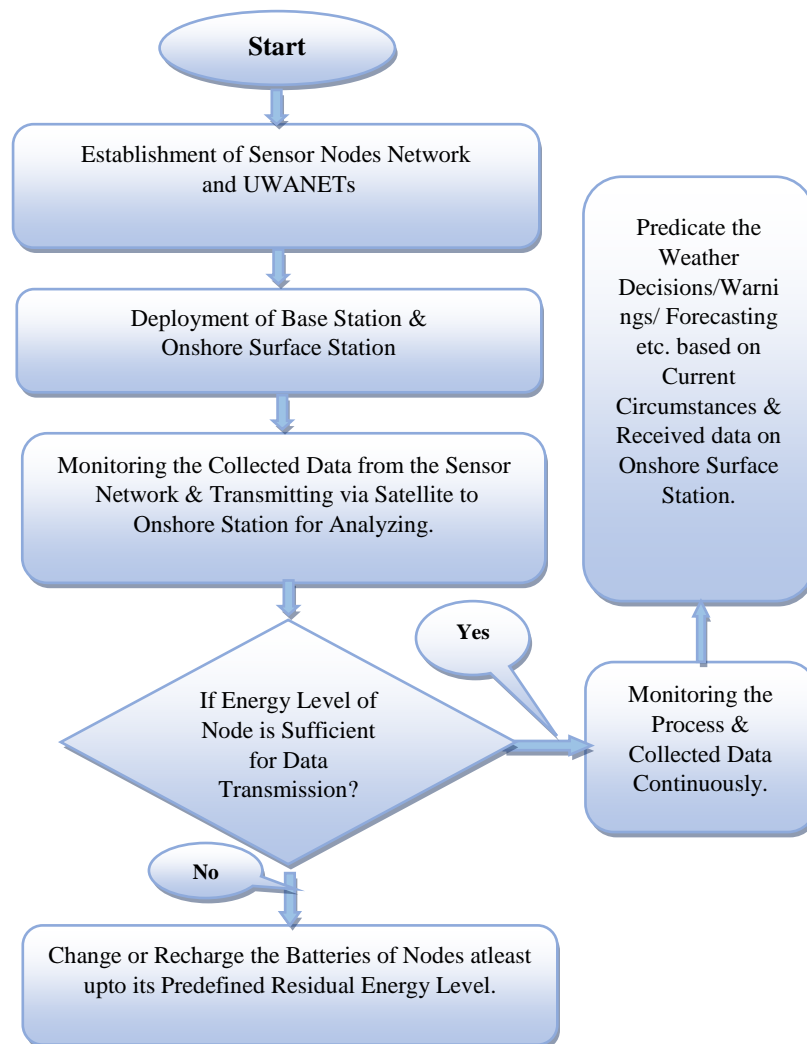 Start
Establishment of Sensor Nodes Network
and UWANETs
Deployment of Base Station &
Onshore Surface Station
Monitoring the Collected Data from the Sensor
Network & Transmitting via Satellite to
Onshore Station for Analyzing.
If Energy Level of
Node is Sufficient
for Data
Transmission?
Yes
Monitoring the
Process &
Collected Data
Continuously.
Predicate the
Weather
Decisions/Warni
ngs/ Forecasting
etc. based on
Current
Circumstances &
Received data on
Onshore Surface
Station.
No
Change or Recharge the Batteries of Nodes atleast
upto its Predefined Residual Energy Level.